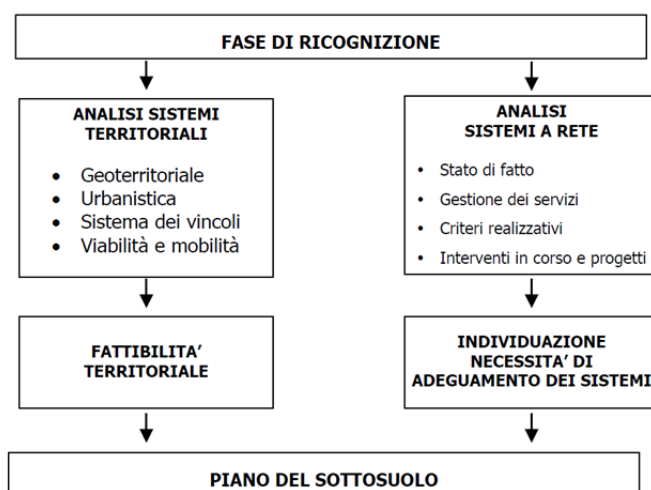 FASE DI RICOGNIZIONE
ANALISI SISTEMI
TERRITORIALI
• Geoterritoriale
• Urbanistica
• Sistema dei vincoli
• Viabilità e mobilità
ANALISI
SISTEMI A RETE
• Stato di fatto
• Gestione dei servizi
• Criteri realizzativi
• Interventi in corso e progetti
FATTIBILITA’
TERRITORIALE
INDIVIDUAZIONE
NECESSITA’ DI
ADEGUAMENTO DEI SISTEMI
PIANO DEL SOTTOSUOLO